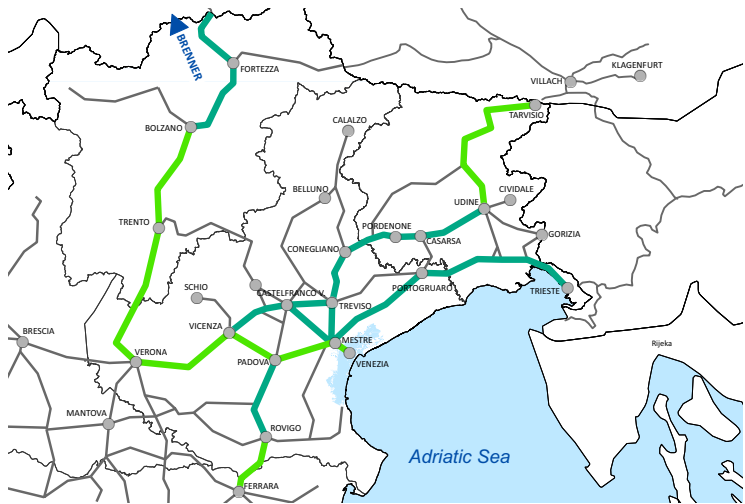 BRENNER
FORTEZZA
KLAGENFURT
VILLACH
TARVISIO
BOLZANO
CALALZO
BELLUNO
CIVIDALE
UDINE
TRENTO
PORDENONE
CASARSA
GORIZIA
CONEGLIANO
SCHIO
CASTELFRANCO V.
TREVISO
PORTOGRUARO
TRIESTE
VICENZA
BRESCIA
VERONA
PADOVA
MESTRE
VENEZIA
Rijeka
MANTOVA
ROVIGO
Adriatic Sea
FERRARA